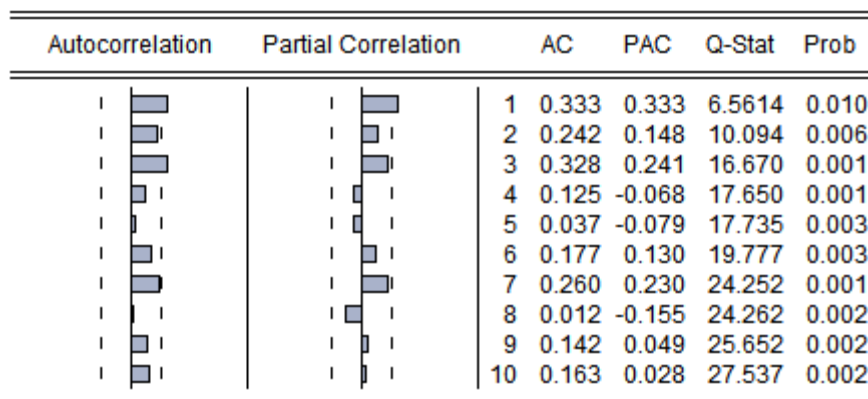 Autocorrelation Partial Correlation AC PAC Q-Stat Prob
1 0.333 0.333 6.5614 0.010
2 0.242 0.148 10.094 0.006
3 0.328 0.241 16.670 0.001
4 0.125 -0.068 17.650 0.001
5 0.037 -0.079 17.735 0.003
6 0.177 0.130 19.777 0.003
7 0.260 0.230 24.252 0.001
8 0.012 -0.155 24.262 0.002
9 0.142 0.049 25.652 0.002
10 0.163 0.028 27.537 0.002